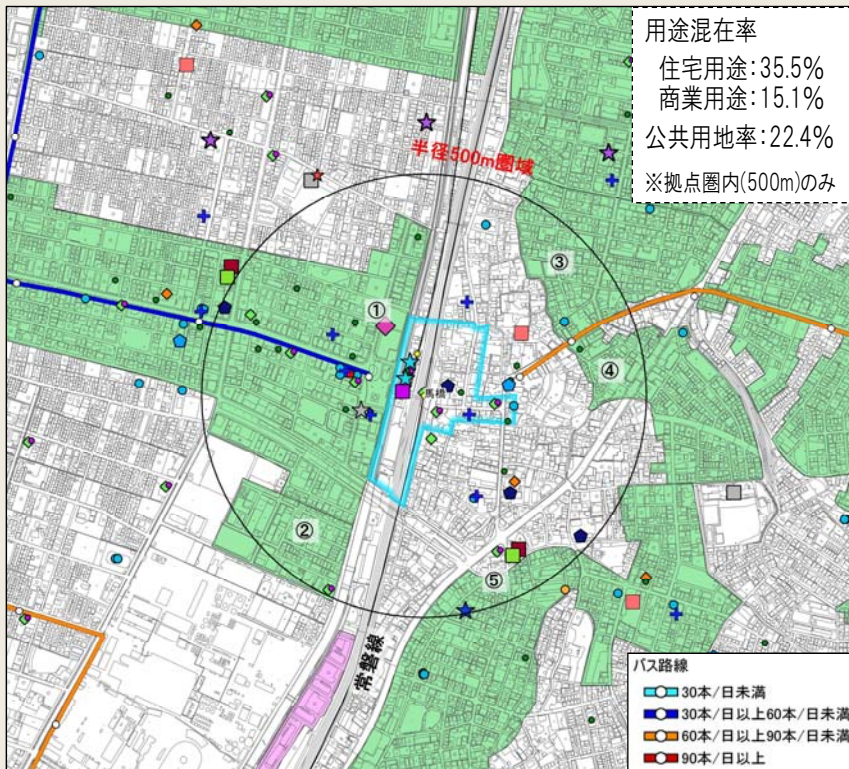 用途混在率
住宅用途:35.5%
商業用途:15.1%
公共用地率:22.4%
※拠点圏内(500m)のみ
半径500m圏域
③
①
④
馬橋
②
⑤
常磐線
バス路線
30本/日未満
30本/日以上60本/日未満
60本/日以上90本/日未満
90本/日以上